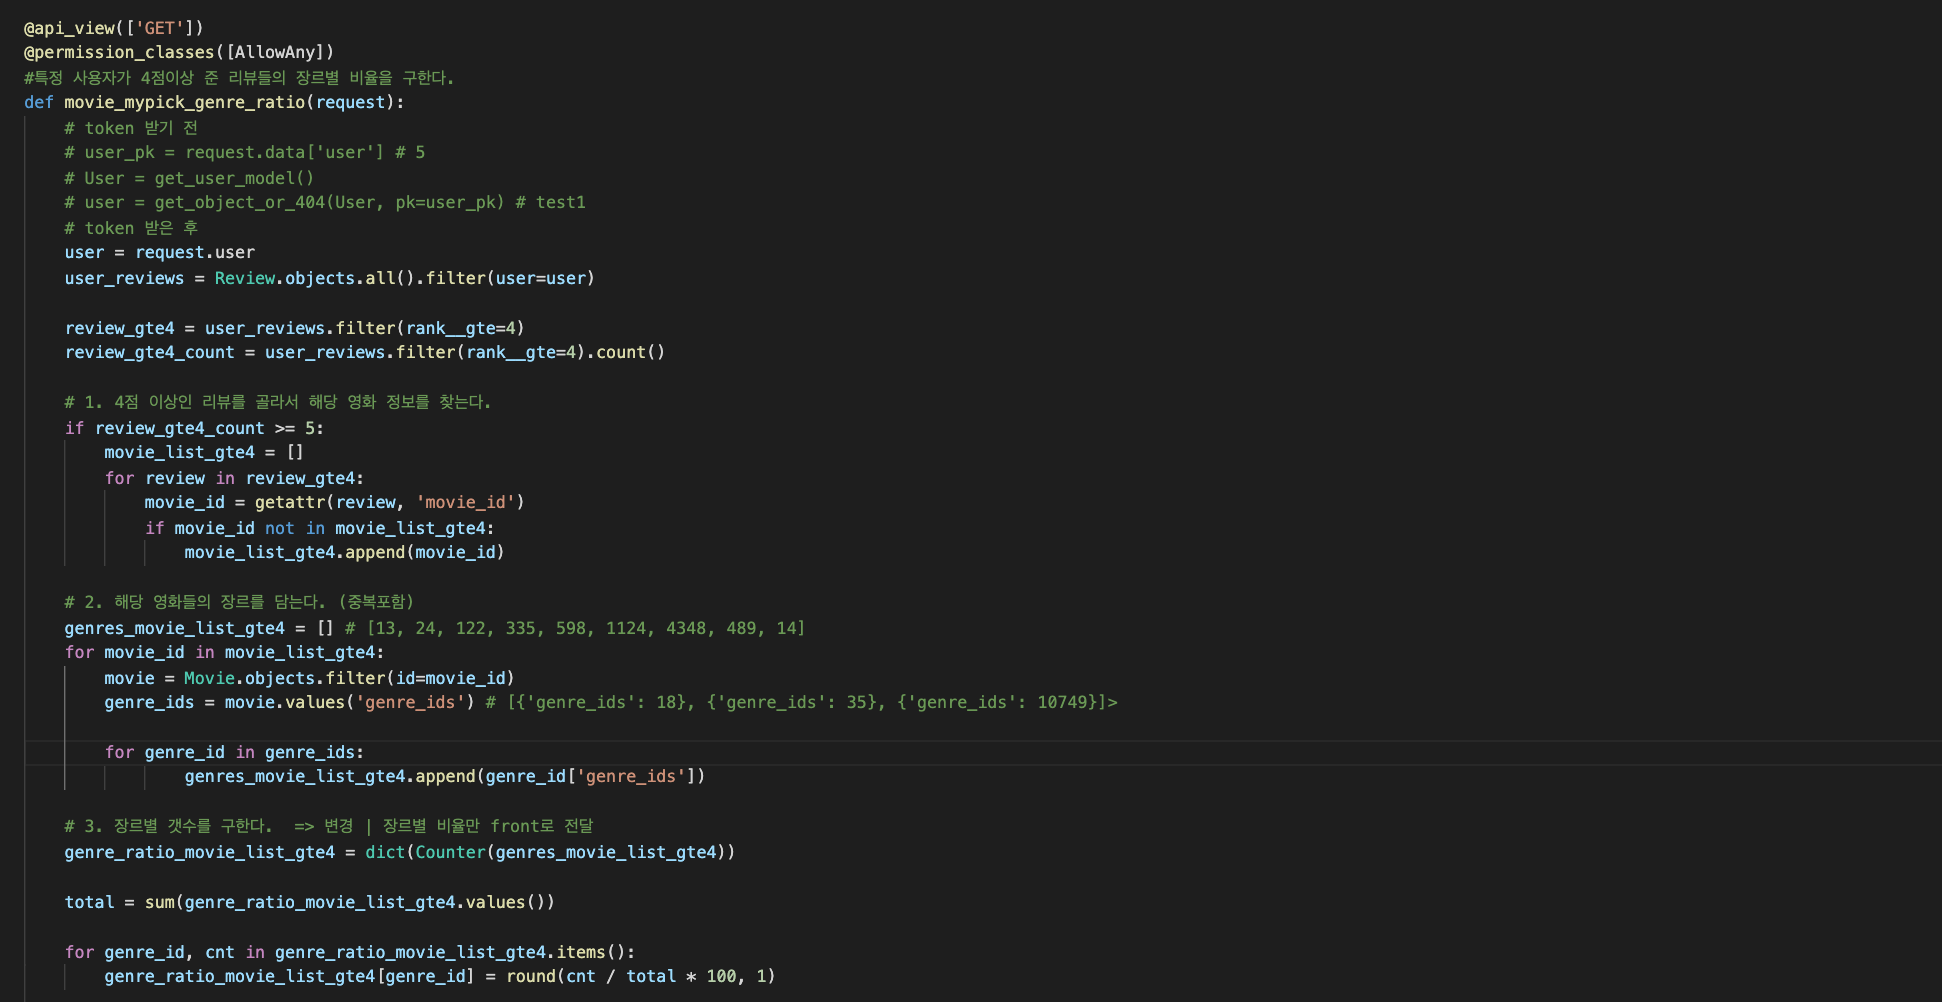 @api_view(['GET'])
@permission_classes([AllowAny])
#특정 사용자가 4점이상 준 리뷰들의 장르별 비율을 구한다.
def movie_mypick_genre_ratio(request):
    # token 받기 전
    # user_pk = request.data['user'] # 5
    # User = get_user_model()
    # user = get_object_or_404(User, pk=user_pk) # test1
    # token 받은 후
    user = request.user
    user_reviews = Review.objects.all().filter(user=user)

    review_gte4 = user_reviews.filter(rank__gte=4)
    review_gte4_count = user_reviews.filter(rank__gte=4).count()

    # 1. 4점 이상인 리뷰를 골라서 해당 영화 정보를 찾는다.
    if review_gte4_count >= 5:
        movie_list_gte4 = []
        for review in review_gte4:
            movie_id = getattr(review, 'movie_id')
            if movie_id not in movie_list_gte4:
                movie_list_gte4.append(movie_id)

    # 2. 해당 영화들의 장르를 담는다. (중복포함)
    genres_movie_list_gte4 = [] # [13, 24, 122, 335, 598, 1124, 4348, 489, 14]
    for movie_id in movie_list_gte4:
        movie = Movie.objects.filter(id=movie_id)
        genre_ids = movie.values('genre_ids') # [{'genre_ids': 18}, {'genre_ids': 35}, {'genre_ids': 10749}]>

        for genre_id in genre_ids:
                genres_movie_list_gte4.append(genre_id['genre_ids'])

    # 3. 장르별 갯수를 구한다.  => 변경 | 장르별 비율만 front로 전달
    genre_ratio_movie_list_gte4 = dict(Counter(genres_movie_list_gte4))

    total = sum(genre_ratio_movie_list_gte4.values())

    for genre_id, cnt in genre_ratio_movie_list_gte4.items():
        genre_ratio_movie_list_gte4[genre_id] = round(cnt / total * 100, 1)